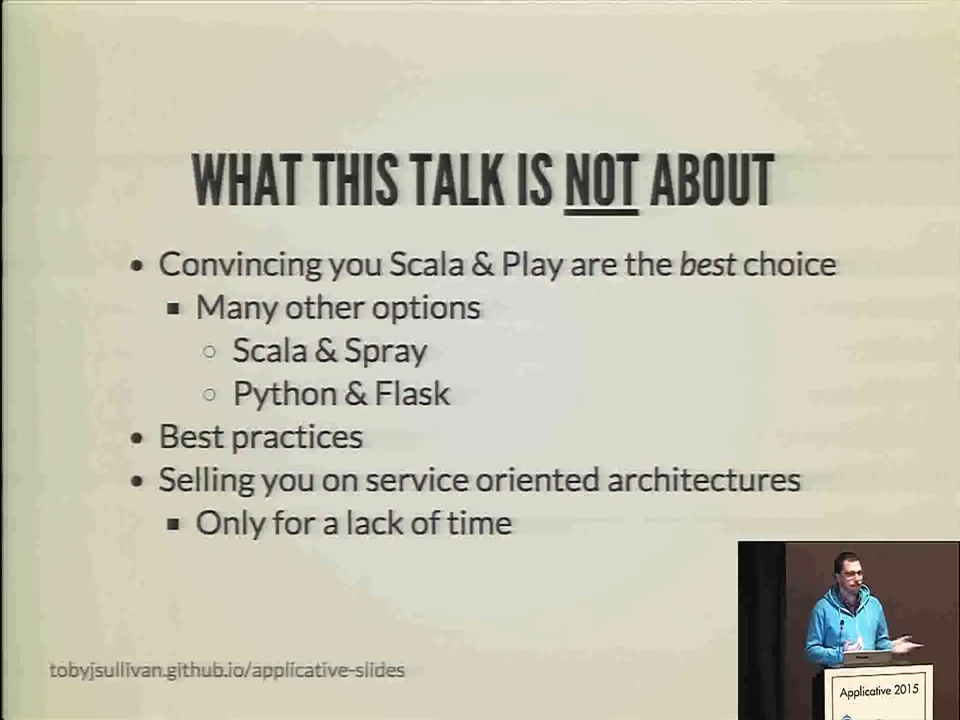 WHAT THIS TALK IS NOT ABOUT
• Convincing you Scala & Play are the best choice
▪ Many other options
○ Scala & Spray
○ Python & Flask
• Best practices
• Selling you on service oriented architectures
▪ Only for a lack of time
tobyjsullivan.github.io/applicative-slides
Applicative 2015